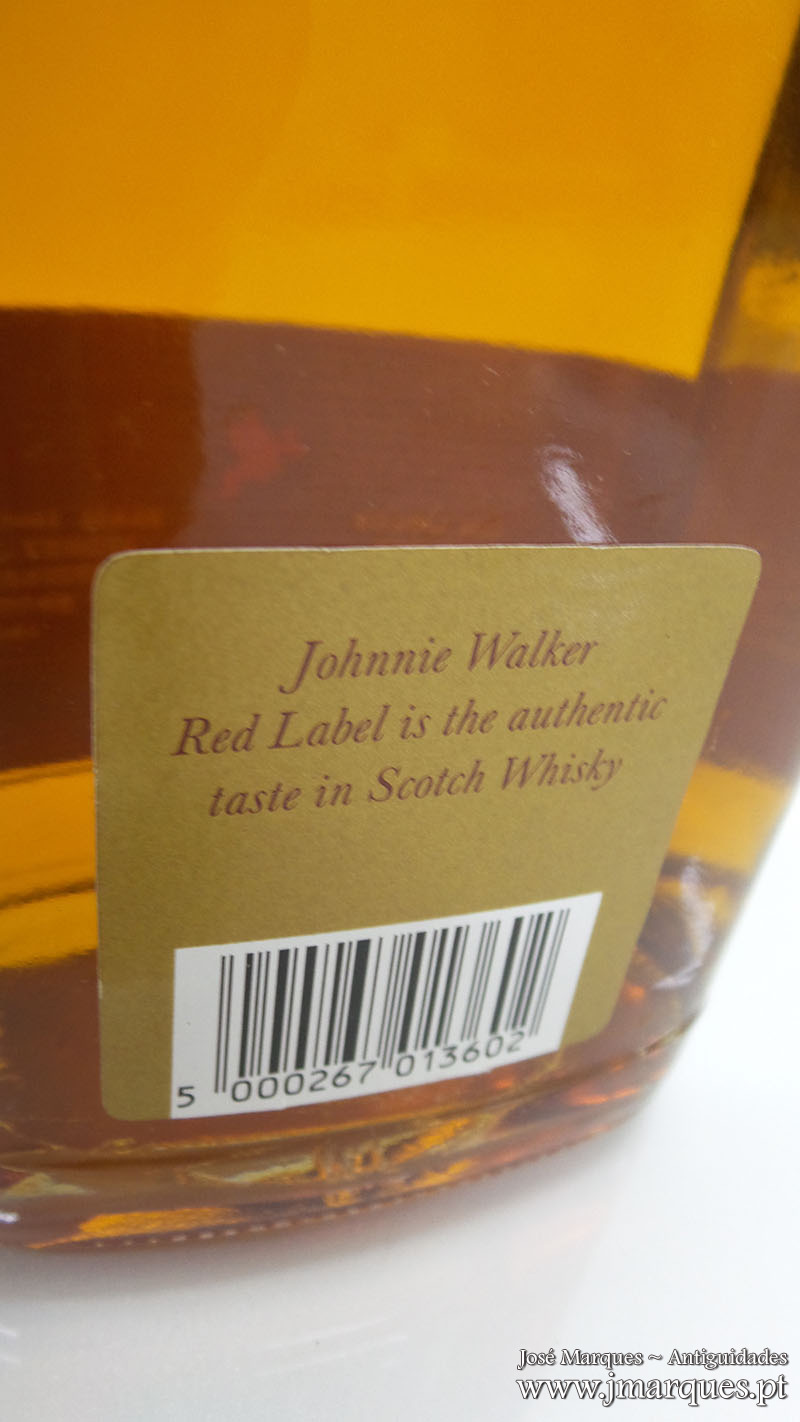 Johnnie Walker
Red Label is the authentic
taste in Scotch Whisky
5 000267 013602
José Marques ~ Antiguidades
www.jmarques.pt